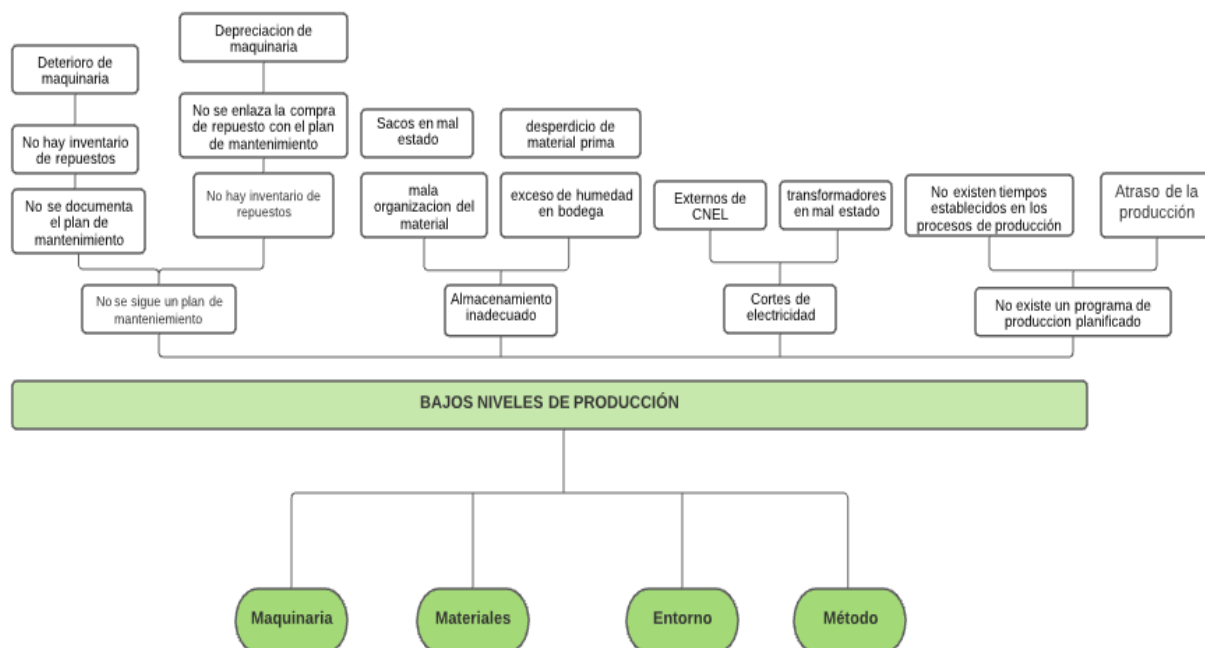 Depreciacion de
maquinaria
Deterioro de
maquinaria
No se enlaza la compra
de repuesto con el plan
de mantenimiento
Sacos en mal
estado
desperdicio de
material prima
No hay inventario
de repuestos
No se documenta
el plan de
mantenimiento
No hay inventario de
repuestos
mala
organizacion del
material
exceso de humedad
en bodega
Externos de
CNEL
transformadores
en mal estado
No existen tiempos
establecidos en los
procesos de producción
Atraso de la
producción
No se sigue un plan de
manteniemiento
Almacenamiento
inadecuado
Cortes de
electricidad
No existe un programa de
produccion planificado
BAJOS NIVELES DE PRODUCCIÓN
Maquinaria
Materiales
Entorno
Método